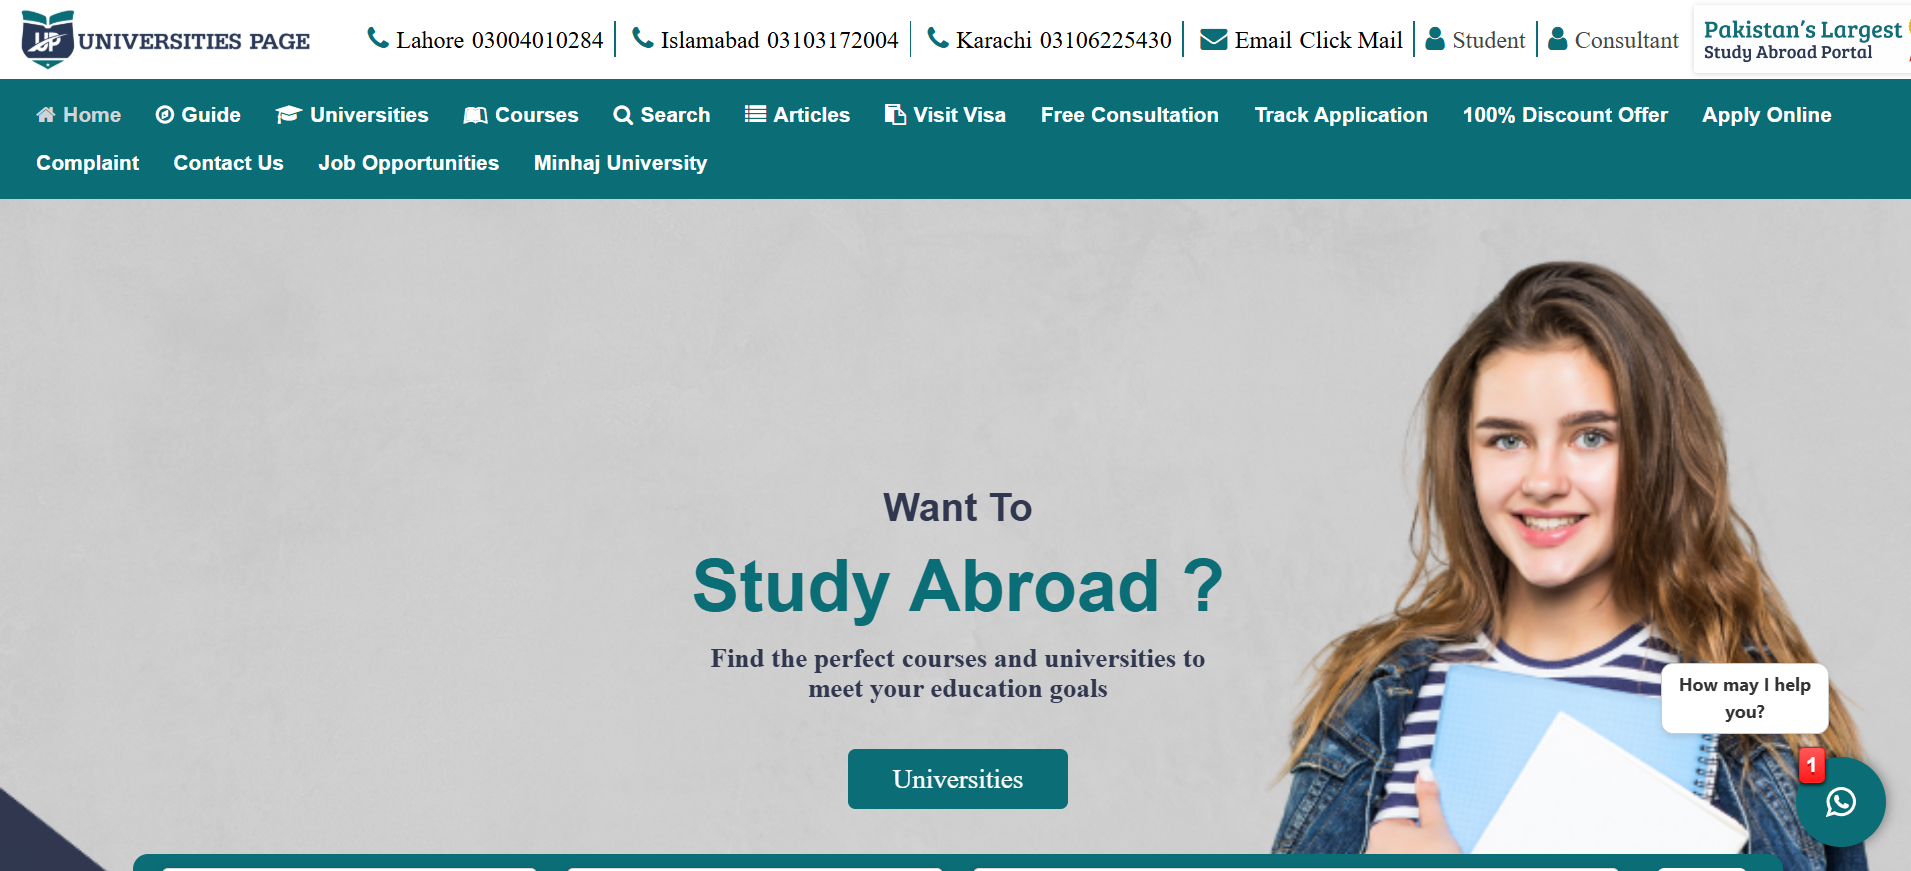 UP UNIVERSITIES PAGE
Lahore 03004010284
Islamabad 03103172004
Karachi 03106225430
Email Click Mail
Student
Consultant
Pakistan's Largest
Study Abroad Portal
Home Guide Universities Courses Search Articles Visit Visa Free Consultation Track Application 100% Discount Offer Apply Online
Complaint Contact Us Job Opportunities Minhaj University
Want To
Study Abroad ?
Find the perfect courses and universities to
meet your education goals
Universities
How may I help
you?
1